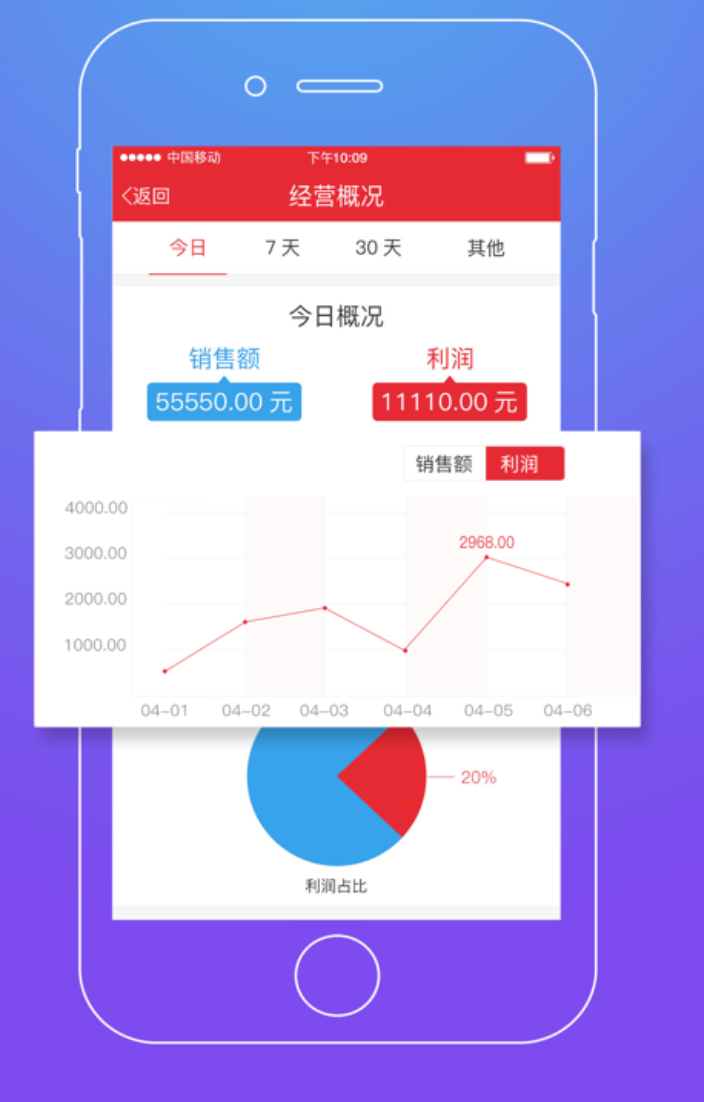 中国移动 下午10:09
返回 经营概况
今日 7 天 30 天 其他
今日概况
销售额 利润
55550.00 元 11110.00 元
销售额 利润
4000.00
2968.00
3000.00
2000.00
1000.00
04-01 04-02 04-03 04-04 04-05 04-06
20%
利润占比